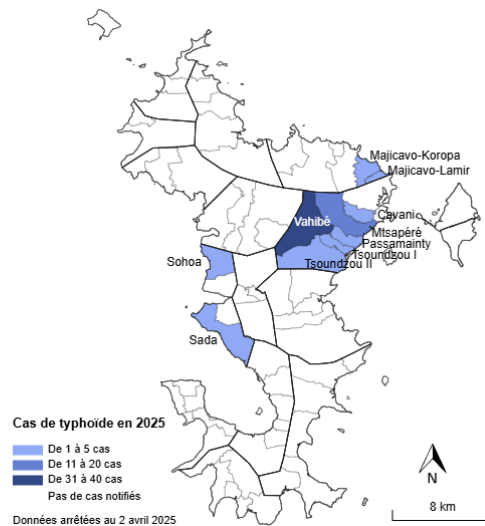 Majicavo-Koropa
Majicavo-Lamir
Vahibé
Cavani
Mtsapéré
Passamainty
Tsoundzou I
Tsoundzou II
Sohoa
Sada
Cas de typhoïde en 2025
De 1 à 5 cas
De 11 à 20 cas
De 31 à 40 cas
Pas de cas notifiés
Données arrêtées au 2 avril 2025
N
8 km